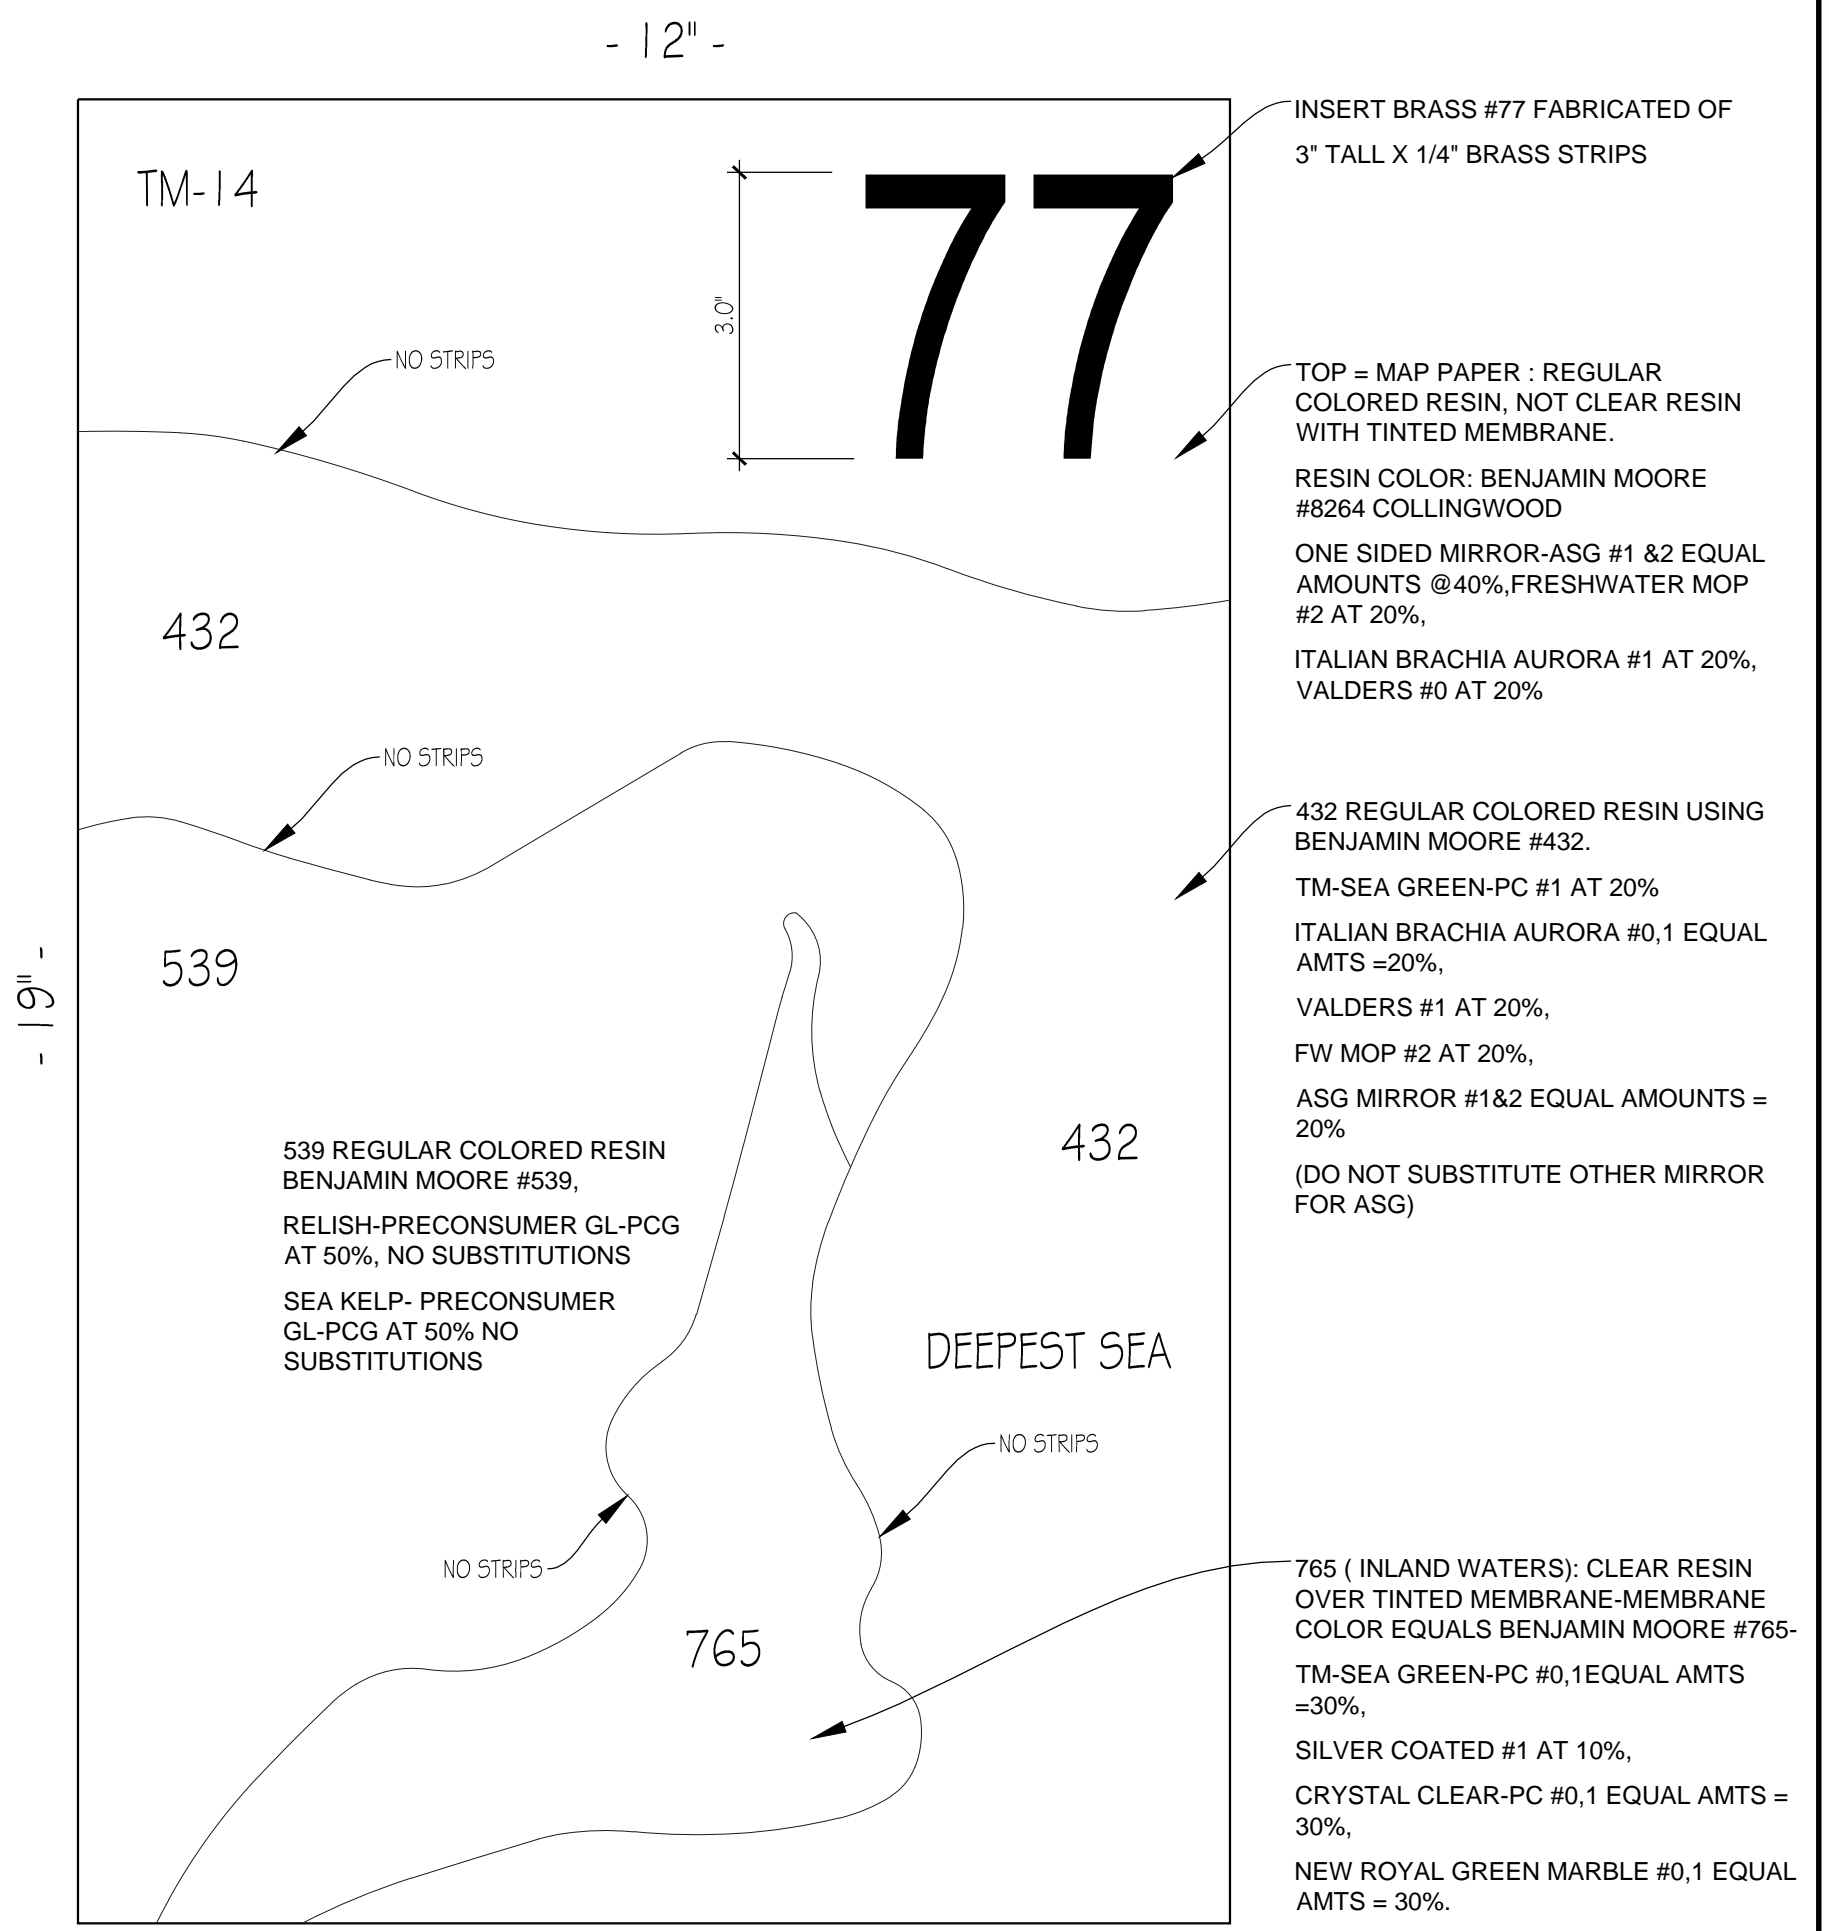 - 12" -
INSERT BRASS #77 FABRICATED OF
3" TALL X 1/4" BRASS STRIPS
TM-14
77
3.0"
NO STRIPS
TOP = MAP PAPER : REGULAR
COLORED RESIN, NOT CLEAR RESIN
WITH TINTED MEMBRANE.
RESIN COLOR: BENJAMIN MOORE
#8264 COLLINGWOOD
ONE SIDED MIRROR-ASG #1 &2 EQUAL
AMOUNTS @40%,FRESHWATER MOP
#2 AT 20%,
ITALIAN BRACHIA AURORA #1 AT 20%,
VALDERS #0 AT 20%
432
NO STRIPS
432 REGULAR COLORED RESIN USING
BENJAMIN MOORE #432.
TM-SEA GREEN-PC #1 AT 20%
ITALIAN BRACHIA AURORA #0,1 EQUAL
AMTS =20%,
VALDERS #1 AT 20%,
FW MOP #2 AT 20%,
ASG MIRROR #1&2 EQUAL AMOUNTS =
20%
(DO NOT SUBSTITUTE OTHER MIRROR
FOR ASG)
539
- 19" -
432
539 REGULAR COLORED RESIN
BENJAMIN MOORE #539,
RELISH-PRECONSUMER GL-PCG
AT 50%, NO SUBSTITUTIONS
SEA KELP- PRECONSUMER
GL-PCG AT 50% NO
SUBSTITUTIONS
DEEPEST SEA
NO STRIPS
NO STRIPS
765
765 ( INLAND WATERS): CLEAR RESIN
OVER TINTED MEMBRANE-MEMBRANE
COLOR EQUALS BENJAMIN MOORE #765-
TM-SEA GREEN-PC #0,1EQUAL AMTS
=30%,
SILVER COATED #1 AT 10%,
CRYSTAL CLEAR-PC #0,1 EQUAL AMTS =
30%,
NEW ROYAL GREEN MARBLE #0,1 EQUAL
AMTS = 30%.